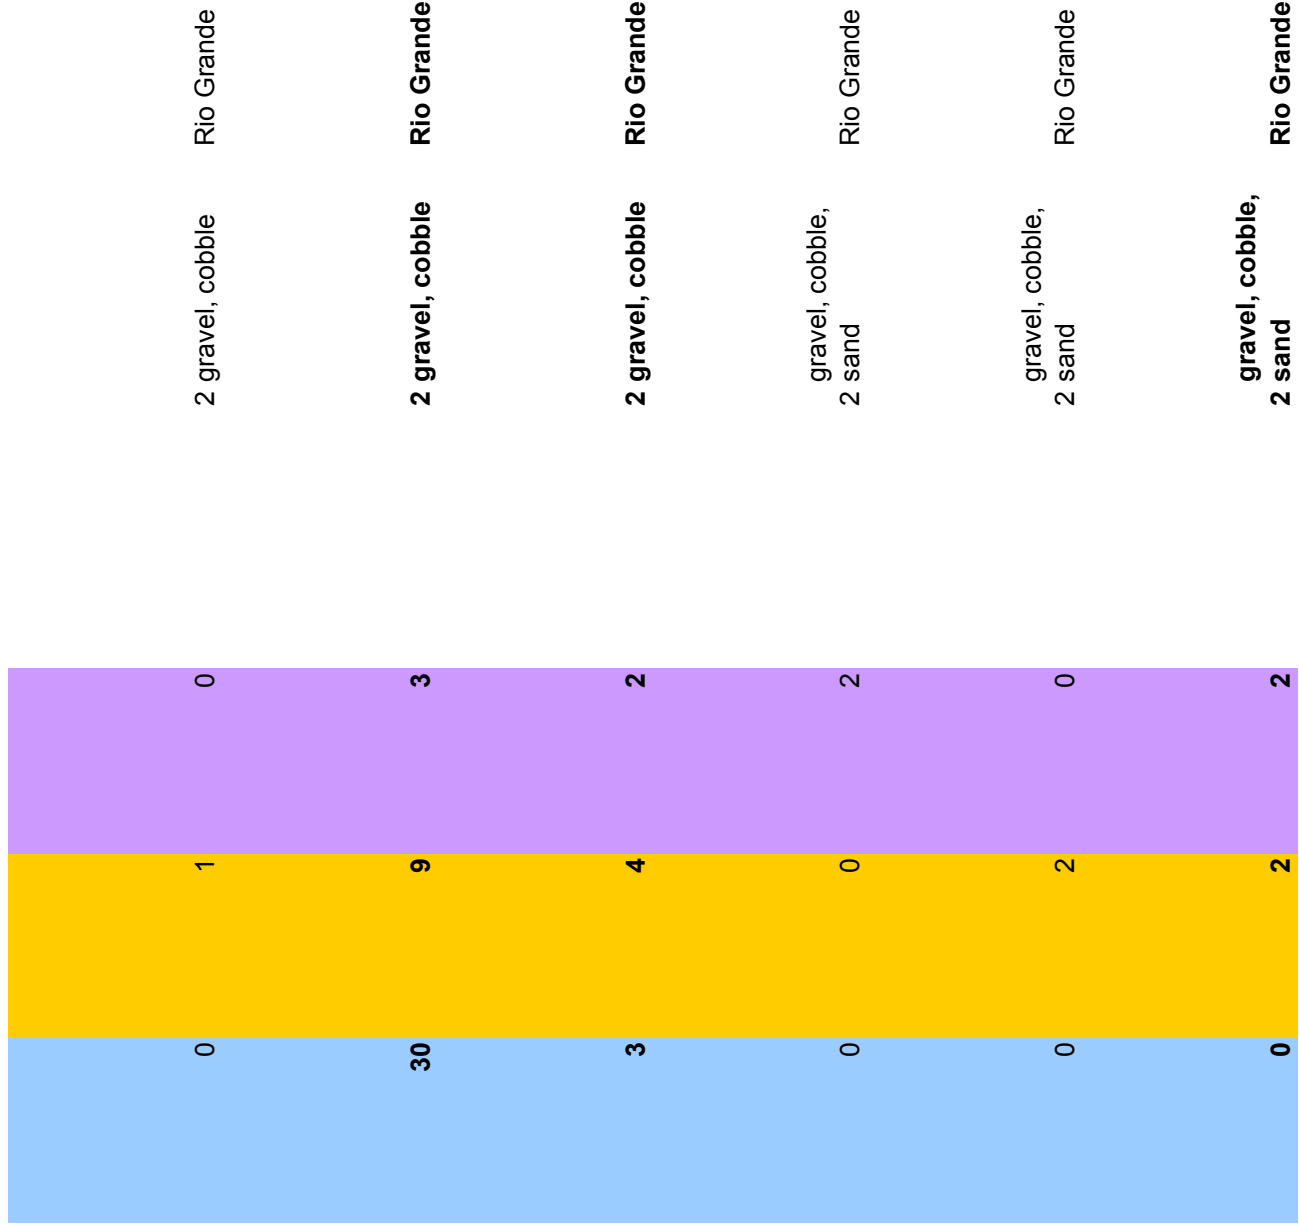 0 1 0 2 gravel, cobble Rio Grande
30 9 3 2 gravel, cobble Rio Grande
3 4 2 2 gravel, cobble Rio Grande
gravel, cobble,
0 0 2 2 sand Rio Grande
gravel, cobble,
0 2 0 2 sand Rio Grande
gravel, cobble,
0 2 2 2 sand Rio Grande